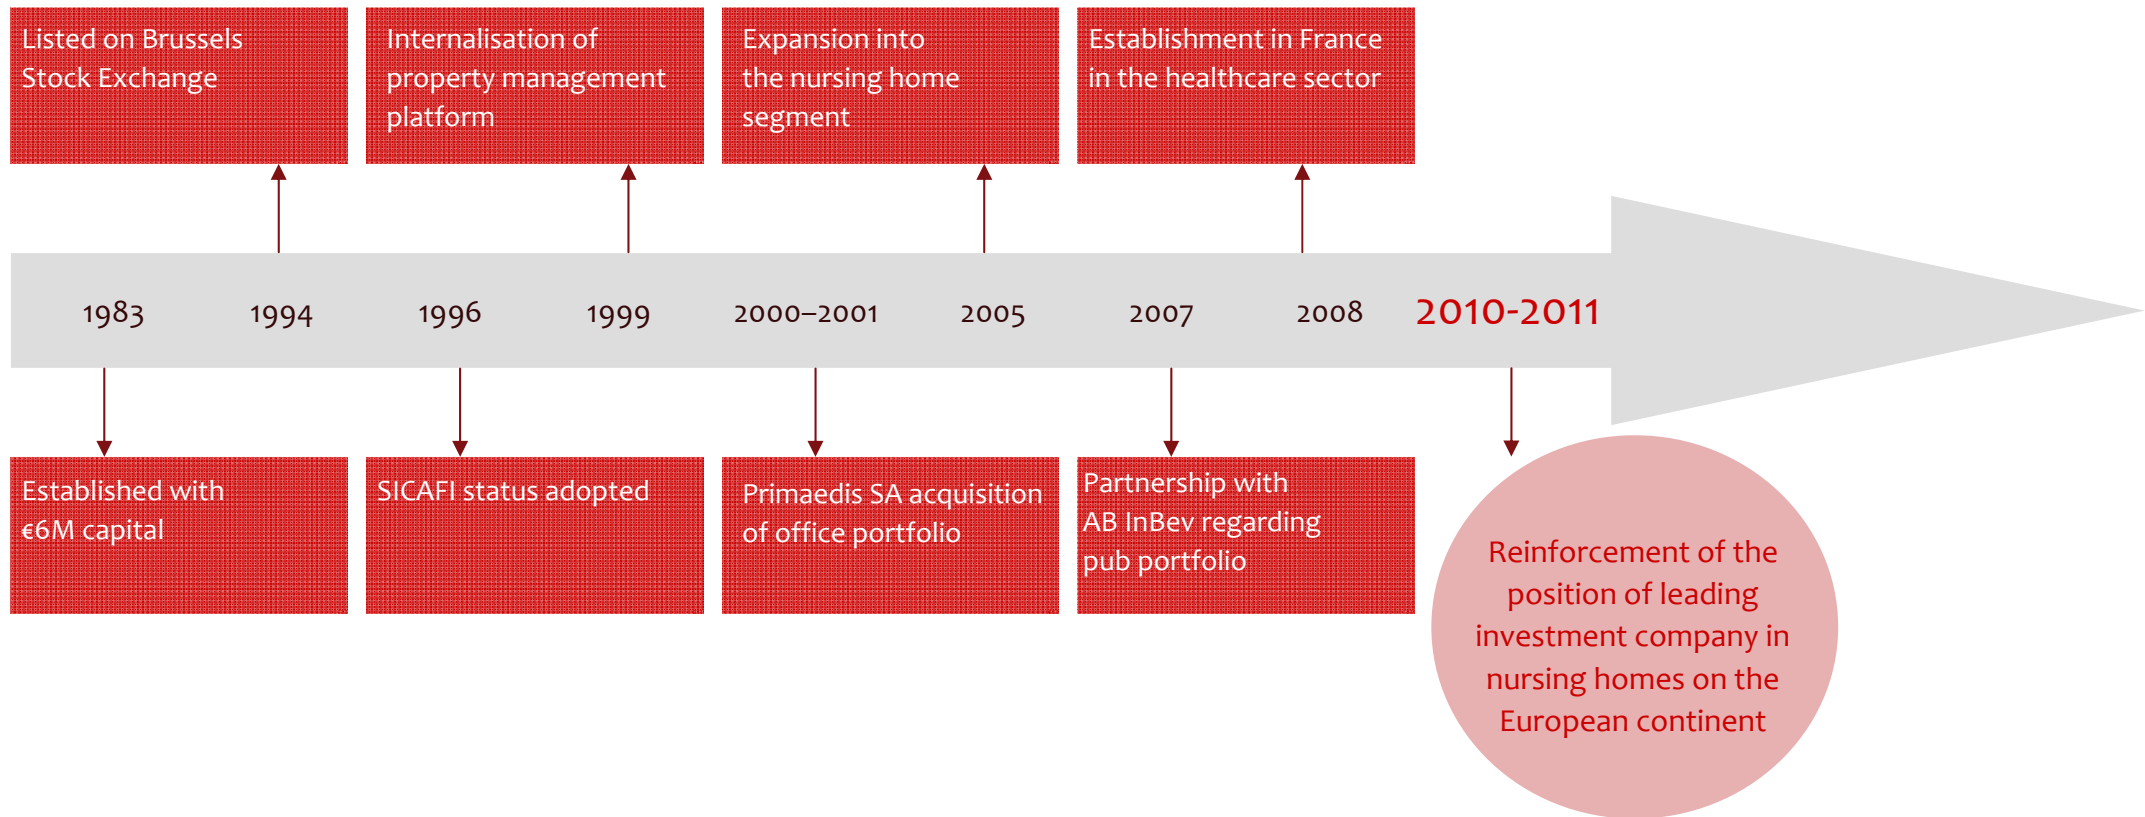 Listed on Brussels
Stock Exchange
Internalisation of
property management
platform
Expansion into
the nursing home
segment
Establishment in France
in the healthcare sector
1983
1994
1996
1999
2000–2001
2005
2007
2008
2010-2011
Established with
€6M capital
SICAFI status adopted
Primaedis SA acquisition
of office portfolio
Partnership with
AB InBev regarding
pub portfolio
Reinforcement of the
position of leading
investment company in
nursing homes on the
European continent